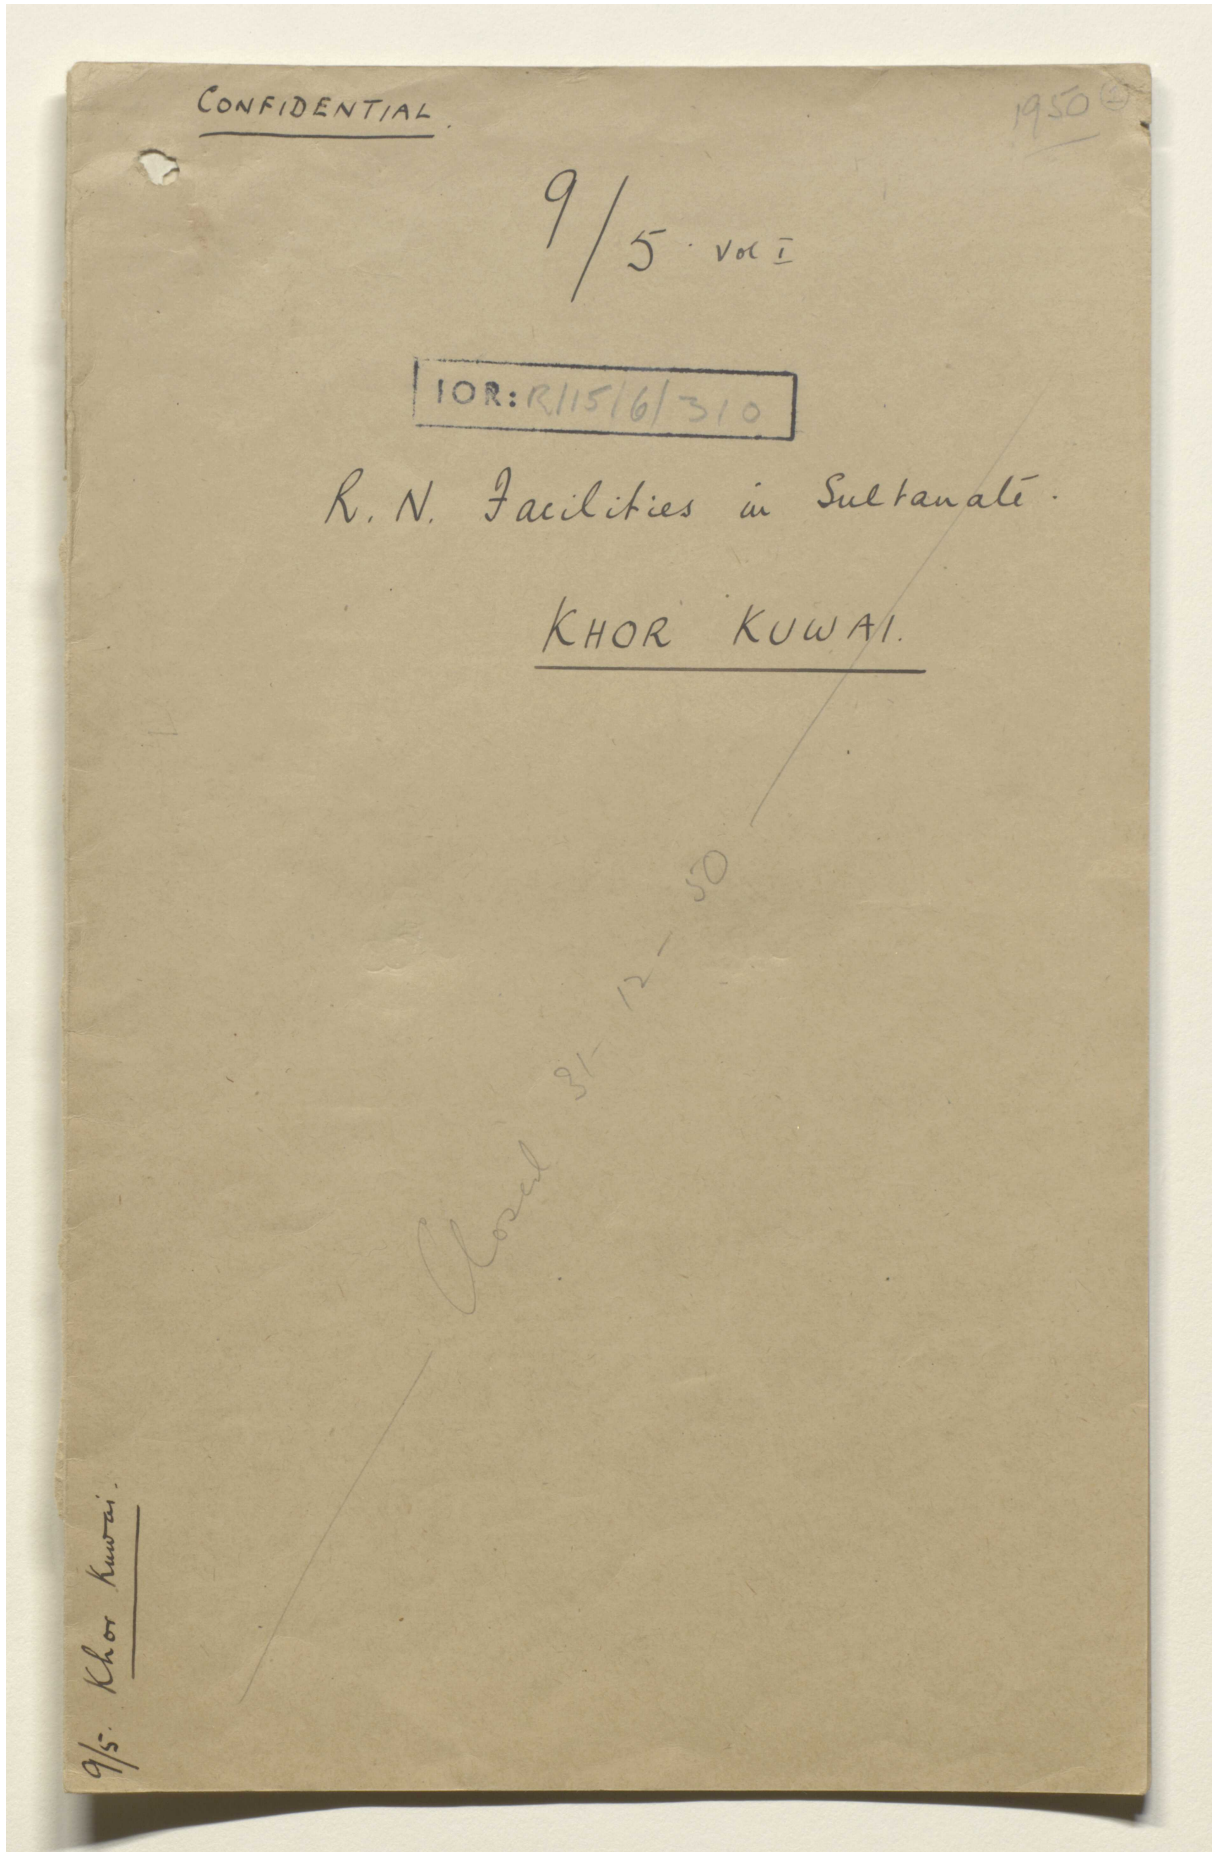 CONFIDENTIAL.
1950 1
9/5. Vol I
IOR: R/15/6/310
R. N. Facilities in Sultanate.
KHOR KUWAI.
Closed 31-12-50
9/5. Khor Kuwai.